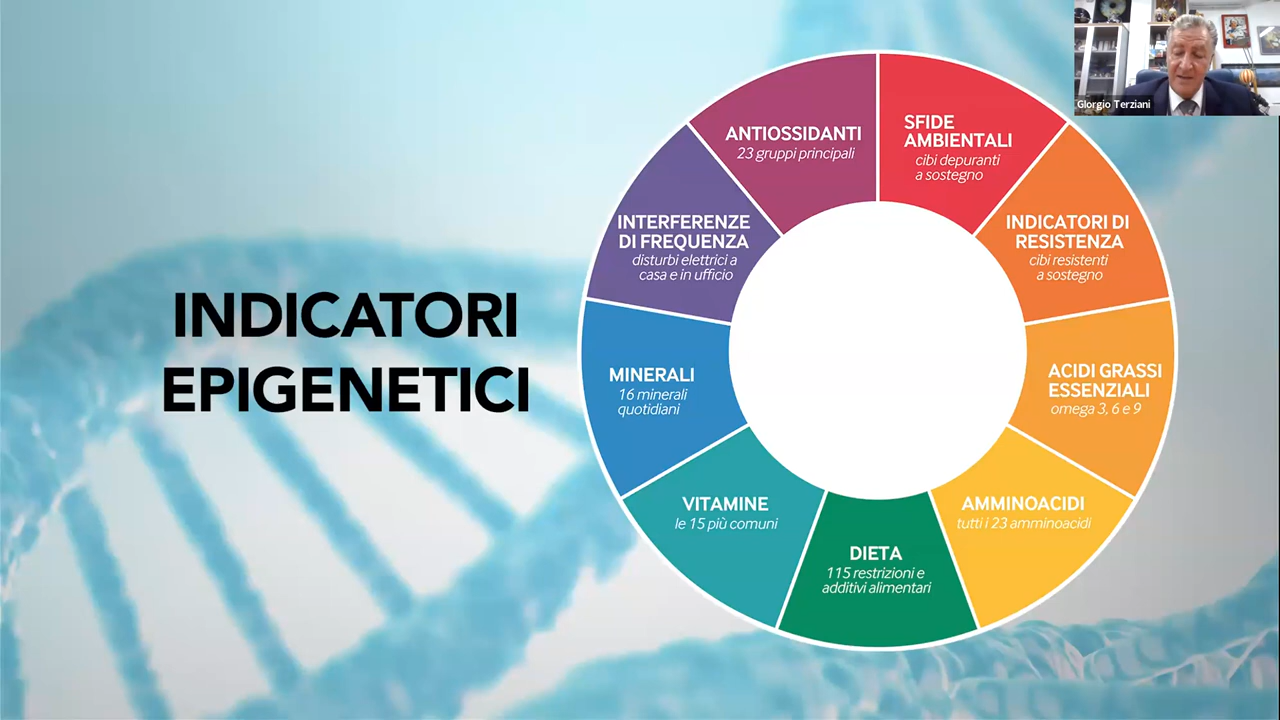 INDICATORI
EPIGENETICI
ANTIOSSIDANTI
23 gruppi principali
SFIDE
AMBIENTALI
cibi depuranti
a sostegno
INDICATORI DI
RESISTENZA
cibi resistenti
a sostegno
ACIDI GRASSI
ESSENZIALI
omega 3, 6 e 9
AMMINOACIDI
tutti i 23 amminoacidi
DIETA
115 restrizioni e
additivi alimentari
VITAMINE
le 15 più comuni
MINERALI
16 minerali
quotidiani
INTERFERENZE
DI FREQUENZA
disturbi elettrici a
casa e in ufficio
GIorgio Terziani